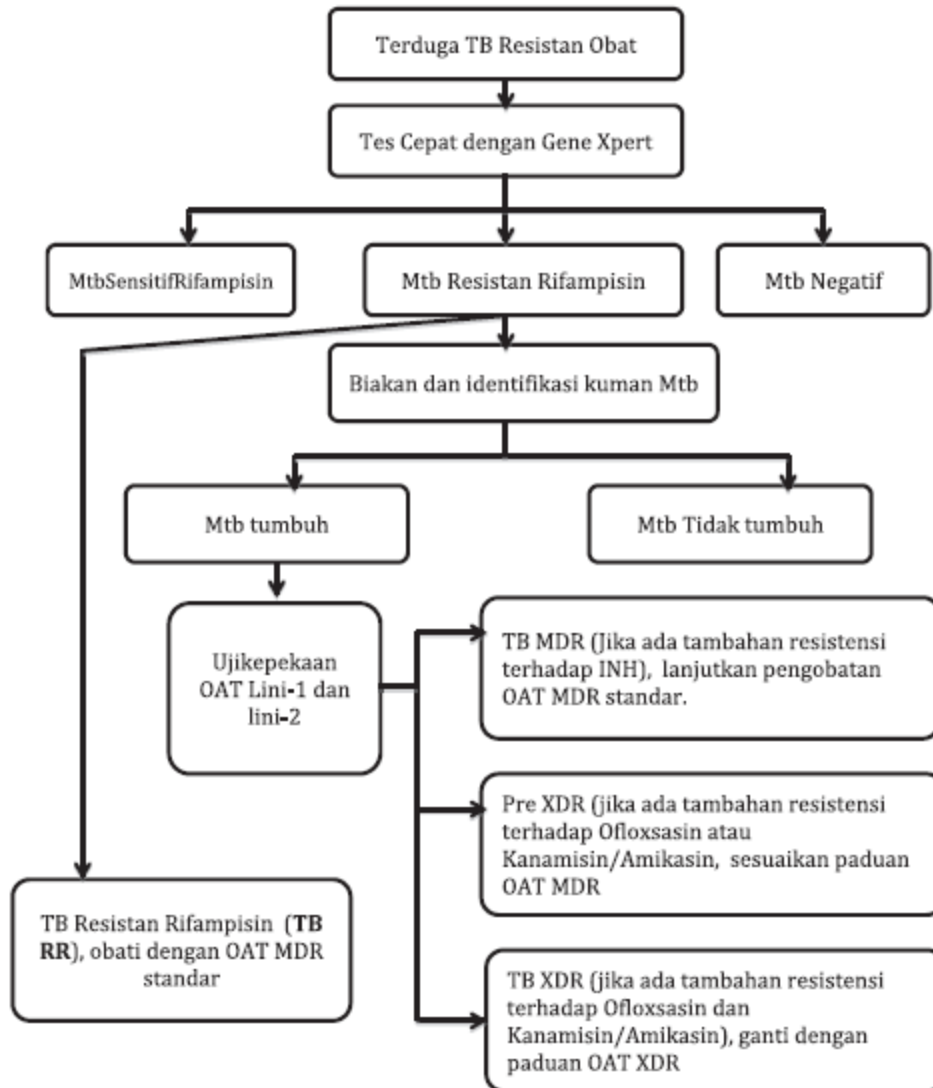 Terduga TB Resistan Obat
Tes Cepat dengan Gene Xpert
MtbSensitifRifampisin
Mtb Resistan Rifampisin
Mtb Negatif
Biakan dan identifikasi kuman Mtb
Mtb tumbuh
Mtb Tidak tumbuh
Ujikepekaan
OAT Lini-1 dan
lini-2
TB MDR (Jika ada tambahan resistensi
terhadap INH), lanjutkan pengobatan
OAT MDR standar.
Pre XDR (jika ada tambahan resistensi
terhadap Ofloxsasin atau
Kanamisin/Amikasin, sesuaikan paduan
OAT MDR
TB Resistan Rifampisin (TB
RR), obati dengan OAT MDR
standar
TB XDR (jika ada tambahan resistensi
terhadap Ofloxsasin dan
Kanamisin/Amikasin), ganti dengan
paduan OAT XDR